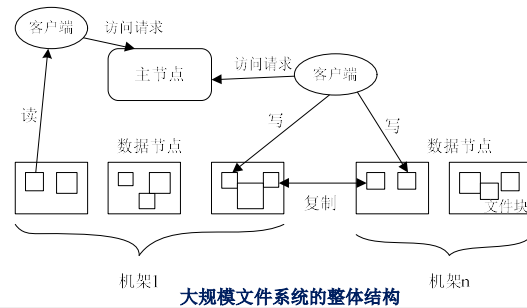 客户端
访问请求
主节点
访问请求
客户端
读
写
写
数据节点
数据节点
复制
文件块
机架1
机架n
大规模文件系统的整体结构